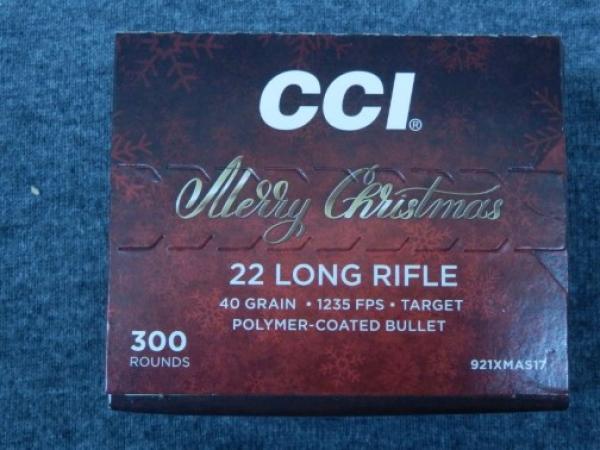 CCI®
Merry Christmas
22 LONG RIFLE
40 GRAIN • 1235 FPS • TARGET
POLYMER-COATED BULLET
300
ROUNDS
921XMAS17